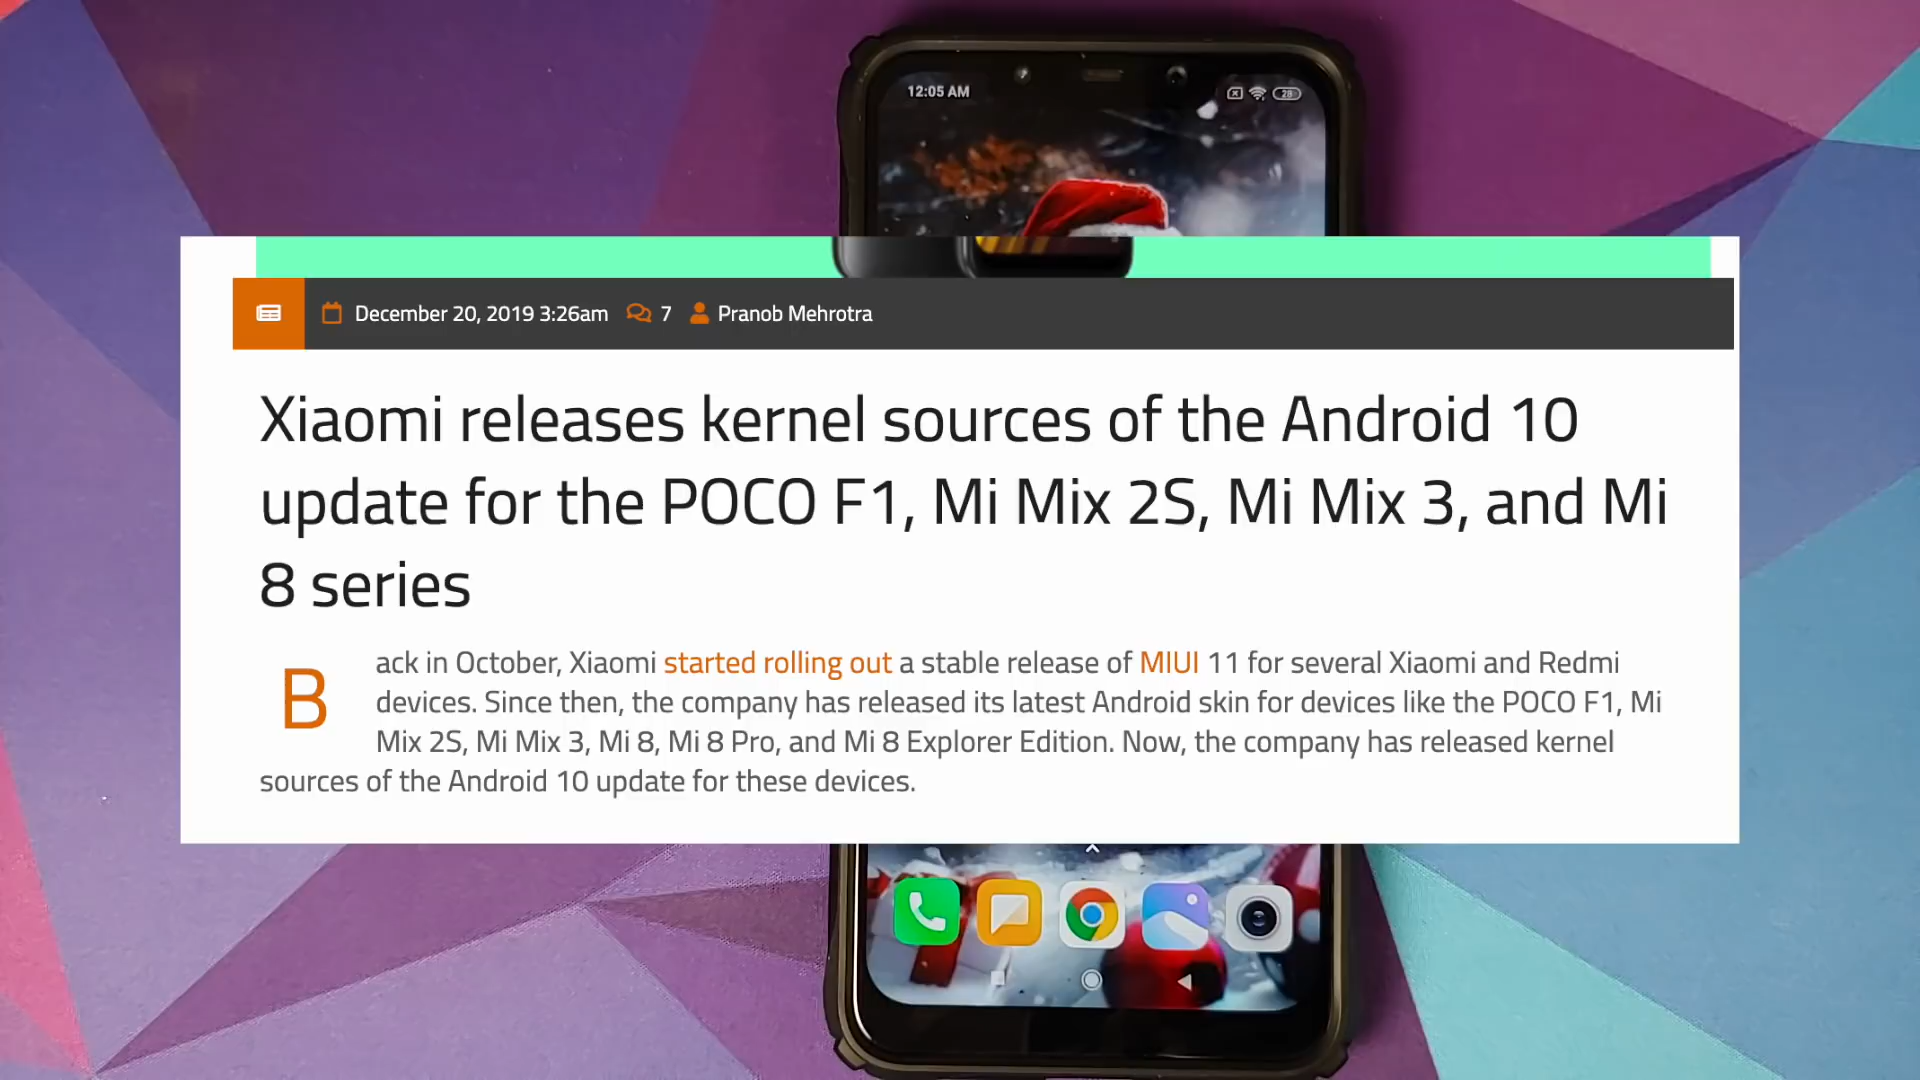 12:05 AM
28
December 20, 2019 3:26am 7 Pranob Mehrotra
Xiaomi releases kernel sources of the Android 10
update for the POCO F1, Mi Mix 2S, Mi Mix 3, and Mi
8 series
Back in October, Xiaomi started rolling out a stable release of MIUI 11 for several Xiaomi and Redmi
devices. Since then, the company has released its latest Android skin for devices like the POCO F1, Mi
Mix 2S, Mi Mix 3, Mi 8, Mi 8 Pro, and Mi 8 Explorer Edition. Now, the company has released kernel
sources of the Android 10 update for these devices.